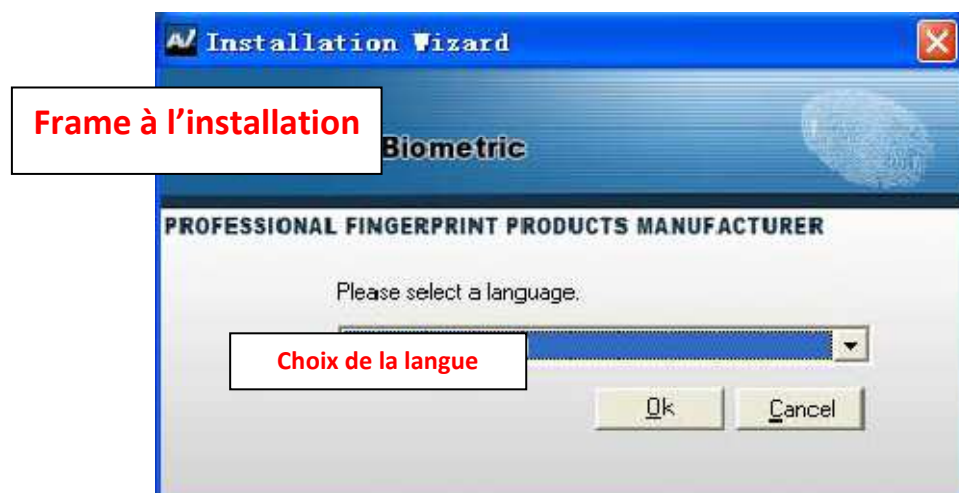 Installation Wizard
Frame à l'installation
Biometric
PROFESSIONAL FINGERPRINT PRODUCTS MANUFACTURER
Please select a language.
Choix de la langue
Ok
Cancel